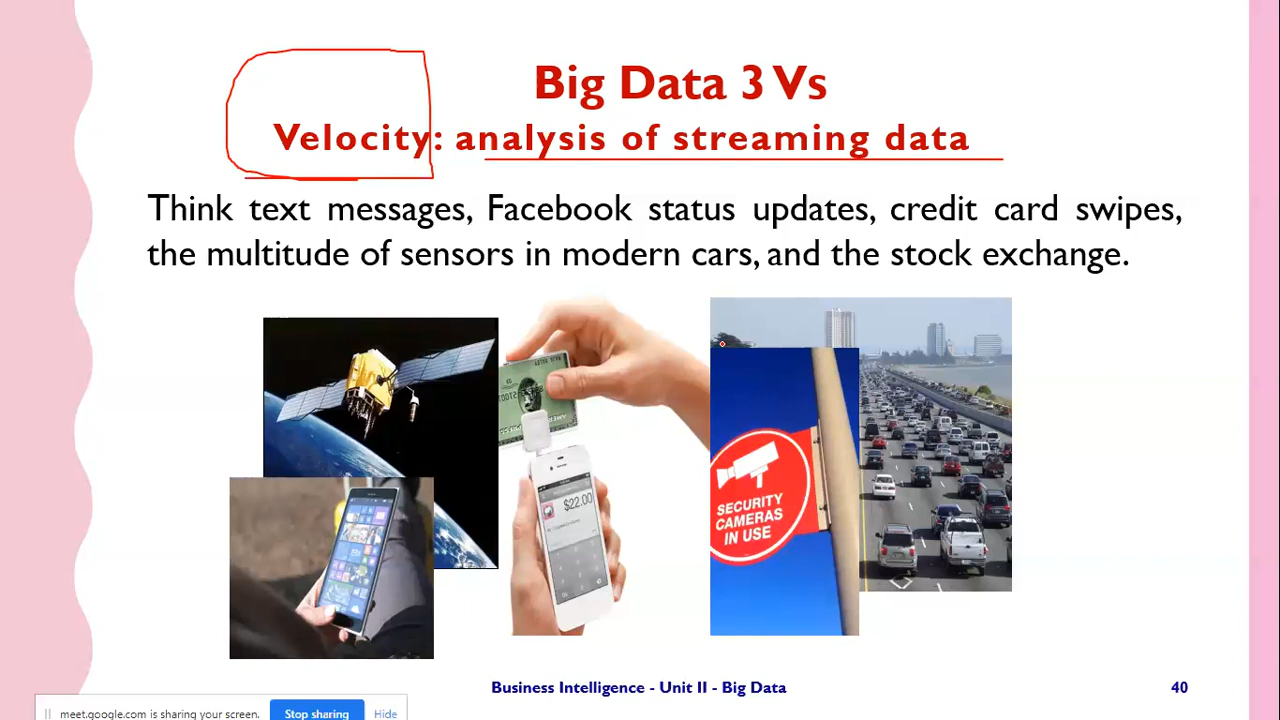 Big Data 3 Vs
Velocity: analysis of streaming data
Think text messages, Facebook status updates, credit card swipes,
the multitude of sensors in modern cars, and the stock exchange.
$22.00
SECURITY
CAMERAS
IN USE
Business Intelligence - Unit II - Big Data
40
meet.google.com is sharing your screen.
Stop sharing
Hide